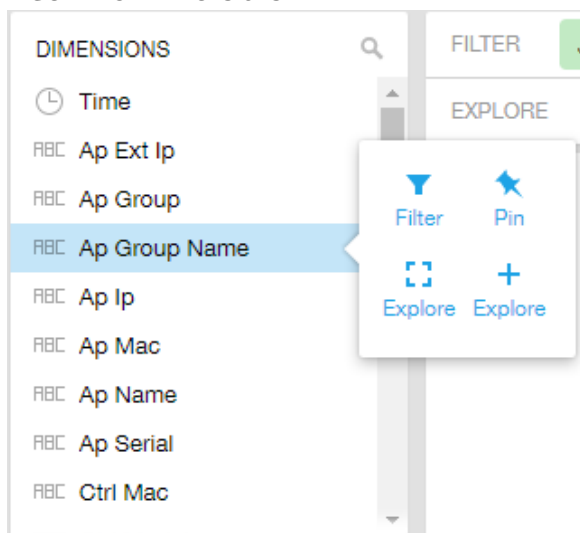 DIMENSIONS
Time
ABC Ap Ext Ip
ABC Ap Group
ABC Ap Group Name
ABC Ap Ip
ABC Ap Mac
ABC Ap Name
ABC Ap Serial
ABC Ctrl Mac
FILTER
EXPLORE
Filter Pin
Explore Explore